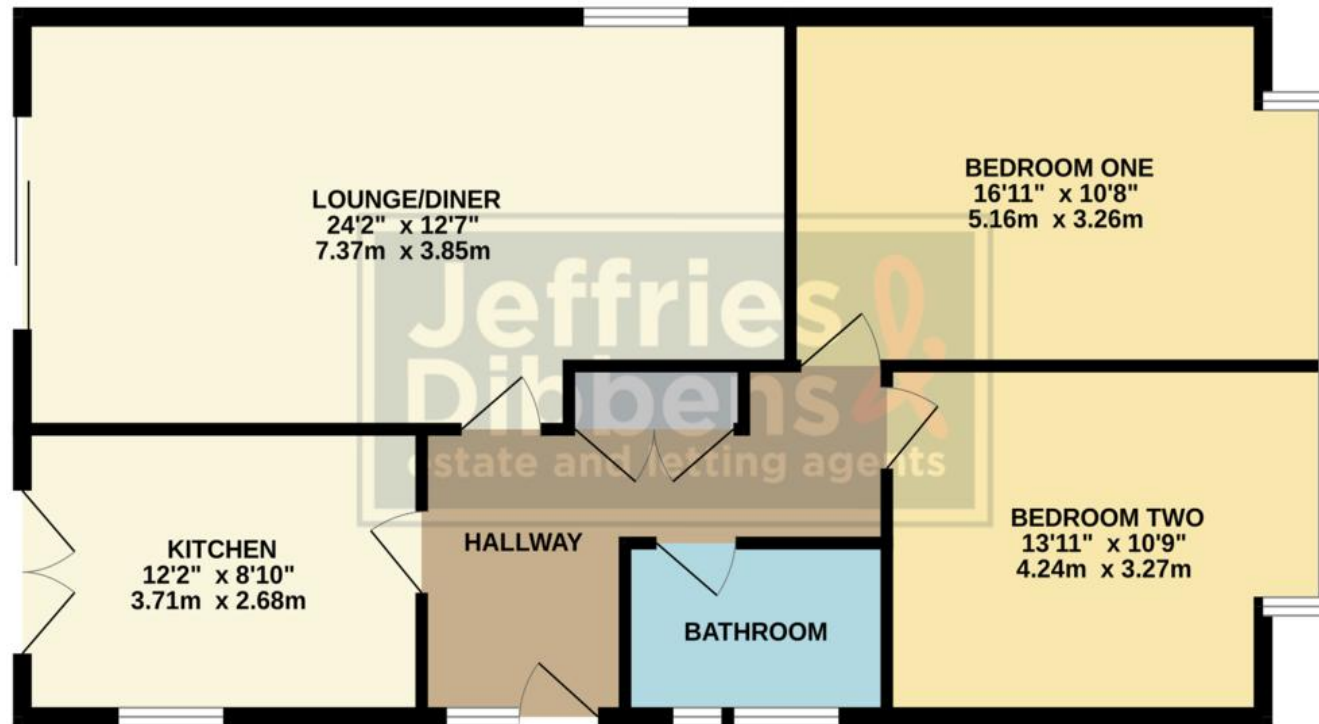 LOUNGE/DINER
24'2" x 12'7"
7.37m x 3.85m
BEDROOM ONE
16'11" x 10'8"
5.16m x 3.26m
Jeffries &
Dibbens
estate and letting agents
KITCHEN
12'2" x 8'10"
3.71m x 2.68m
HALLWAY
BATHROOM
BEDROOM TWO
13'11" x 10'9"
4.24m x 3.27m